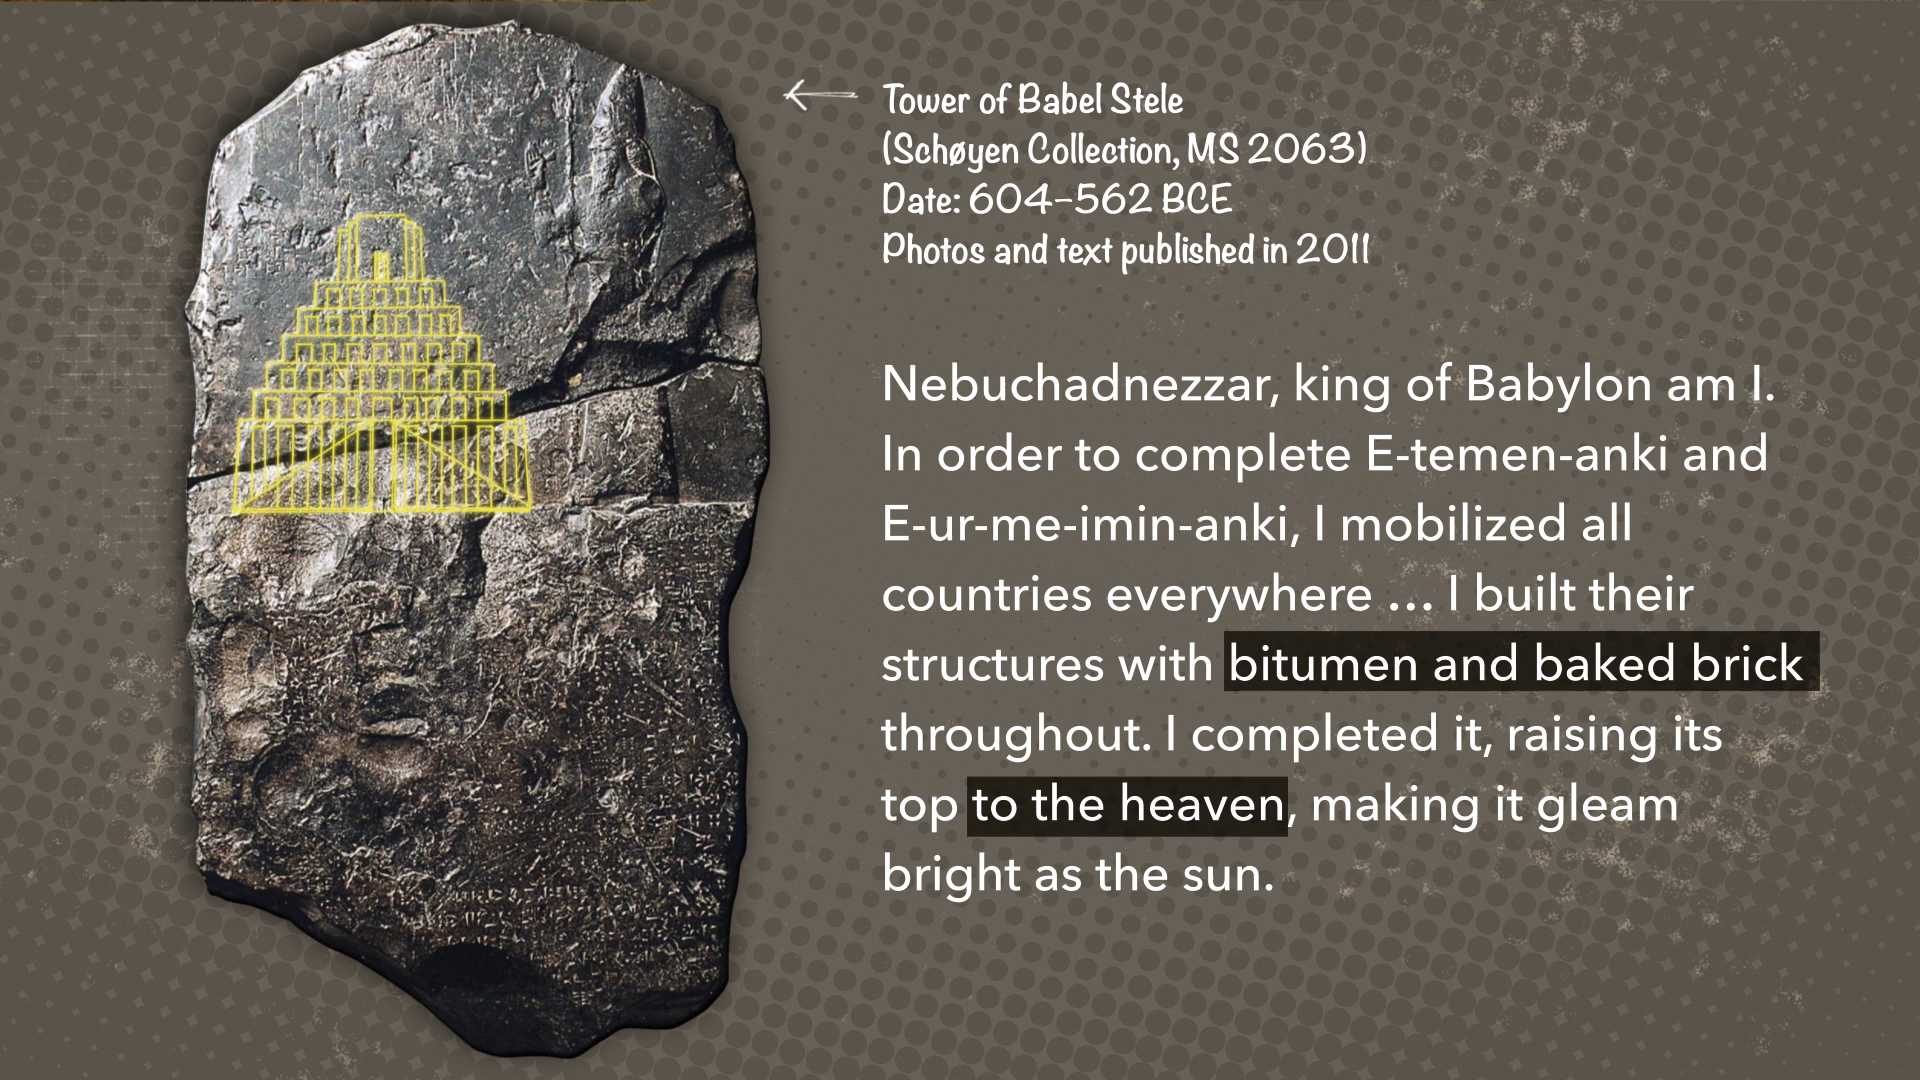 Tower of Babel Stele
(Schøyen Collection, MS 2063)
Date: 604–562 BCE
Photos and text published in 2011
Nebuchadnezzar, king of Babylon am I.
In order to complete E-temen-anki and
E-ur-me-imin-anki, I mobilized all
countries everywhere … I built their
structures with bitumen and baked brick
throughout. I completed it, raising its
top to the heaven, making it gleam
bright as the sun.